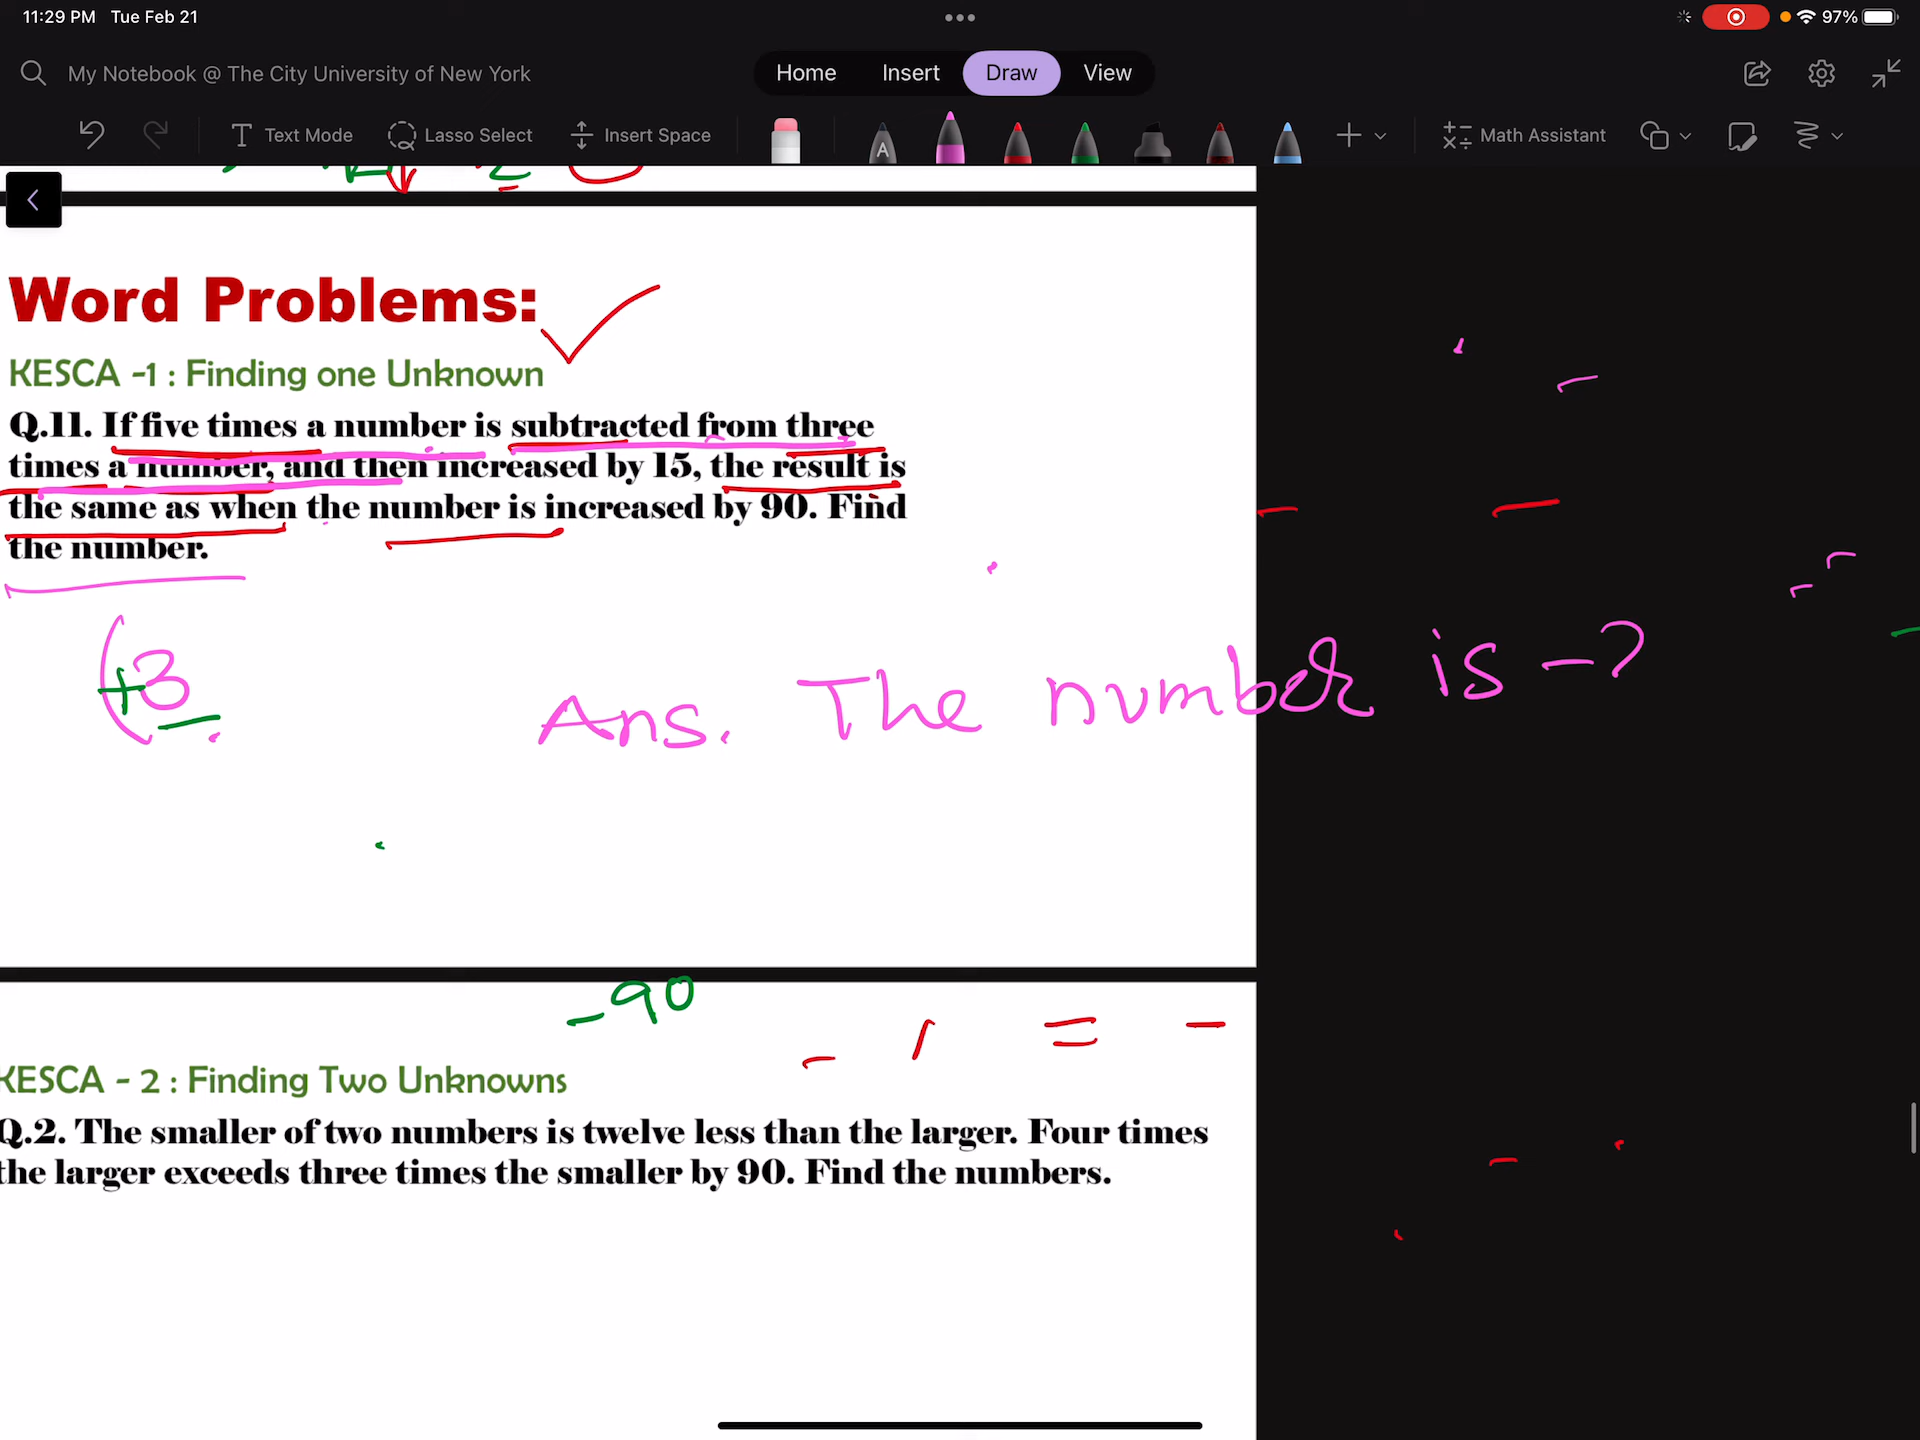 11:29 PM Tue Feb 21
97%
My Notebook @ The City University of New York
Home Insert Draw View
Text Mode Lasso Select Insert Space A Math Assistant
Word Problems:
KESCA -1 : Finding one Unknown
Q.11. If five times a number is subtracted from three
times a number, and then increased by 15, the result is
the same as when the number is increased by 90. Find
the number.
(+3
Ans. The number is - ?
-90
KESCA - 2 : Finding Two Unknowns
Q.2. The smaller of two numbers is twelve less than the larger. Four times
the larger exceeds three times the smaller by 90. Find the numbers.